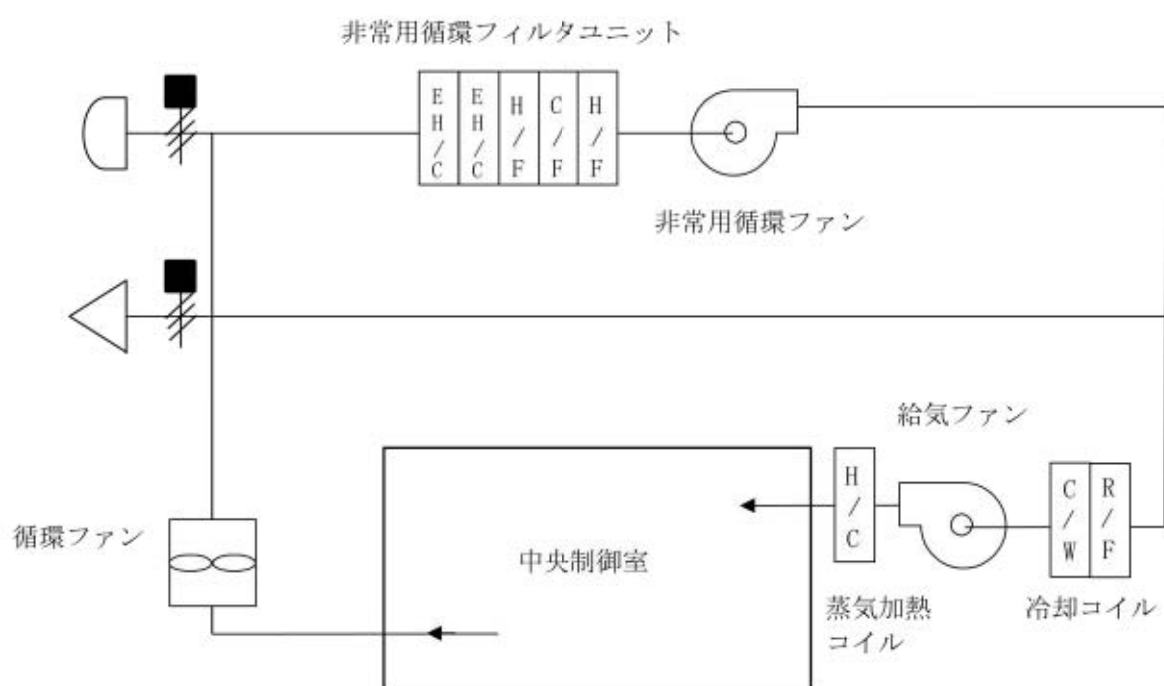 非常用循環フィルタユニット
EH/C
EH/C
H/F
C/F
H/F
非常用循環ファン
給気ファン
H/C
C/W
R/F
循環ファン
中央制御室
蒸気加熱
コイル
冷却コイル